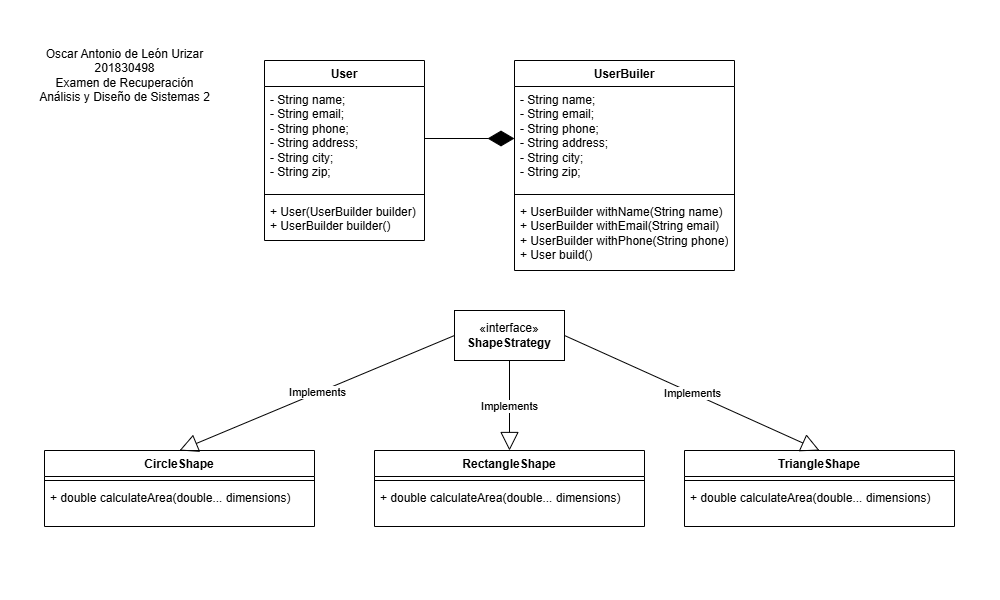 Oscar Antonio de León Urizar
201830498
Examen de Recuperación
Análisis y Diseño de Sistemas 2
User
- String name;
- String email;
- String phone;
- String address;
- String city;
- String zip;
+ User(UserBuilder builder)
+ UserBuilder builder()
UserBuiler
- String name;
- String email;
- String phone;
- String address;
- String city;
- String zip;
+ UserBuilder withName(String name)
+ UserBuilder withEmail(String email)
+ UserBuilder withPhone(String phone)
+ User build()
«interface»
ShapeStrategy
Implements
Implements
Implements
CircleShape
+ double calculateArea(double... dimensions)
RectangleShape
+ double calculateArea(double... dimensions)
TriangleShape
+ double calculateArea(double... dimensions)